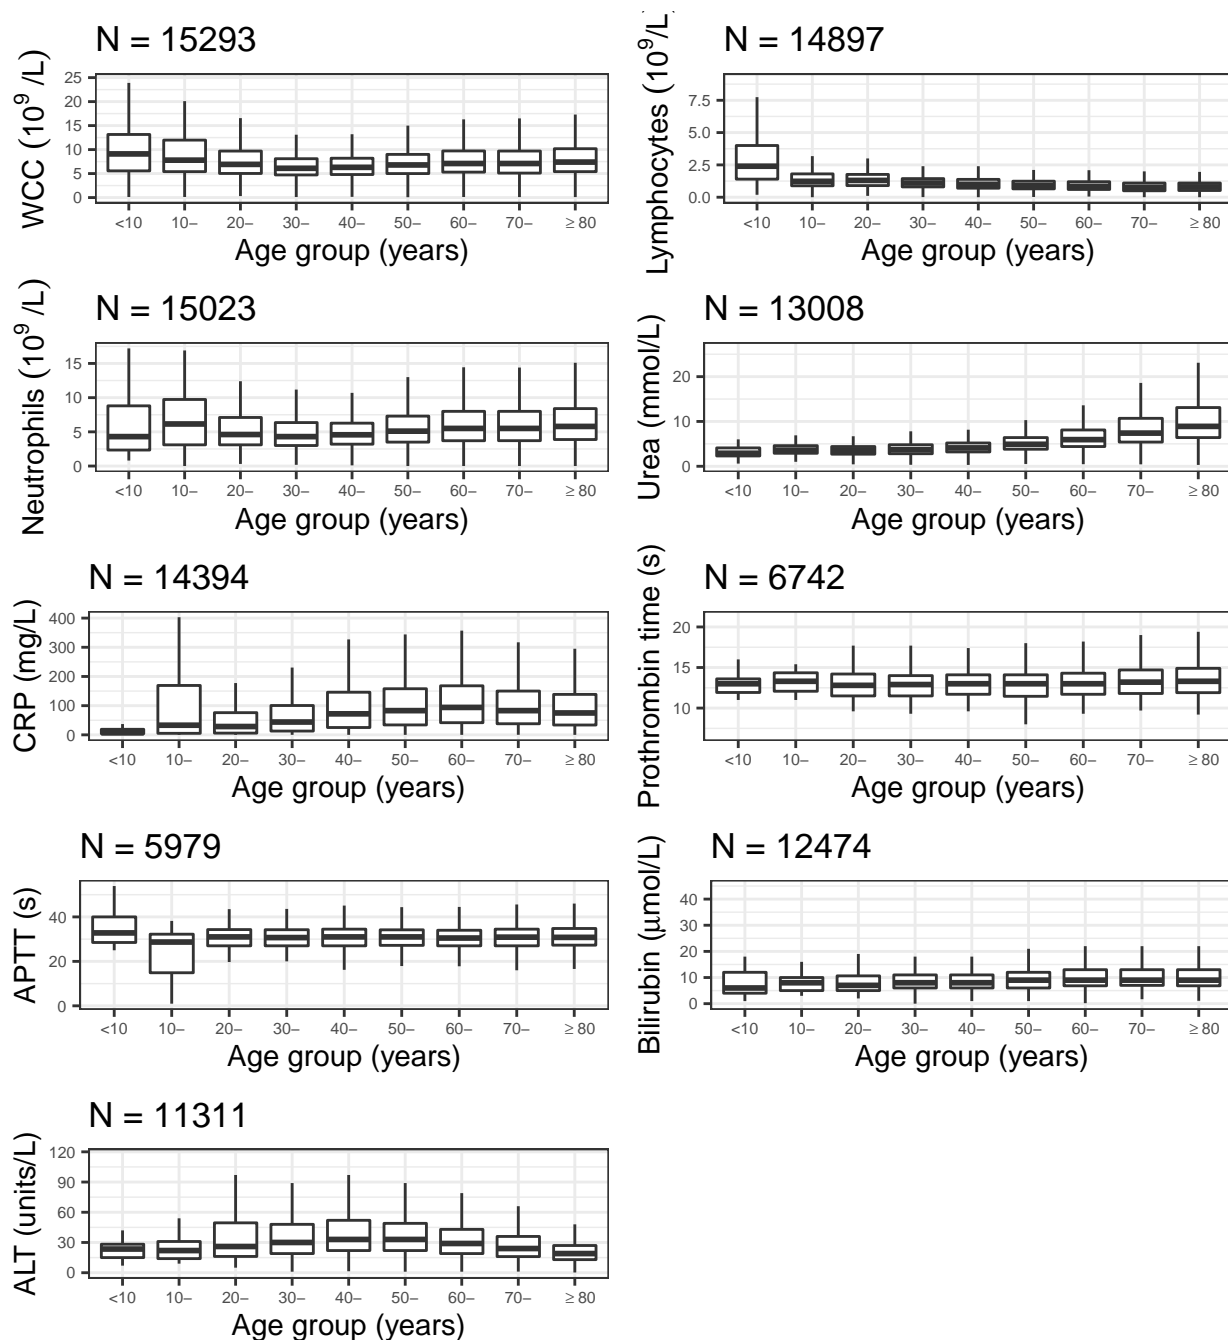 N = 15293
WCC (10⁹ /L)
25
20
15
10
5
0
<10 10– 20– 30– 40– 50– 60– 70– ≥ 80
Age group (years)
N = 14897
Lymphocytes (10⁹/L)
7.5
5.0
2.5
0.0
<10 10– 20– 30– 40– 50– 60– 70– ≥ 80
Age group (years)
N = 15023
Neutrophils (10⁹ /L)
15
10
5
0
<10 10– 20– 30– 40– 50– 60– 70– ≥ 80
Age group (years)
N = 13008
Urea (mmol/L)
20
10
0
<10 10– 20– 30– 40– 50– 60– 70– ≥ 80
Age group (years)
N = 14394
CRP (mg/L)
400
300
200
100
0
<10 10– 20– 30– 40– 50– 60– 70– ≥ 80
Age group (years)
N = 6742
Prothrombin time (s)
20
15
10
<10 10– 20– 30– 40– 50– 60– 70– ≥ 80
Age group (years)
N = 5979
APTT (s)
40
20
0
<10 10– 20– 30– 40– 50– 60– 70– ≥ 80
Age group (years)
N = 12474
Bilirubin (μmol/L)
40
30
20
10
0
<10 10– 20– 30– 40– 50– 60– 70– ≥ 80
Age group (years)
N = 11311
ALT (units/L)
120
90
60
30
0
<10 10– 20– 30– 40– 50– 60– 70– ≥ 80
Age group (years)